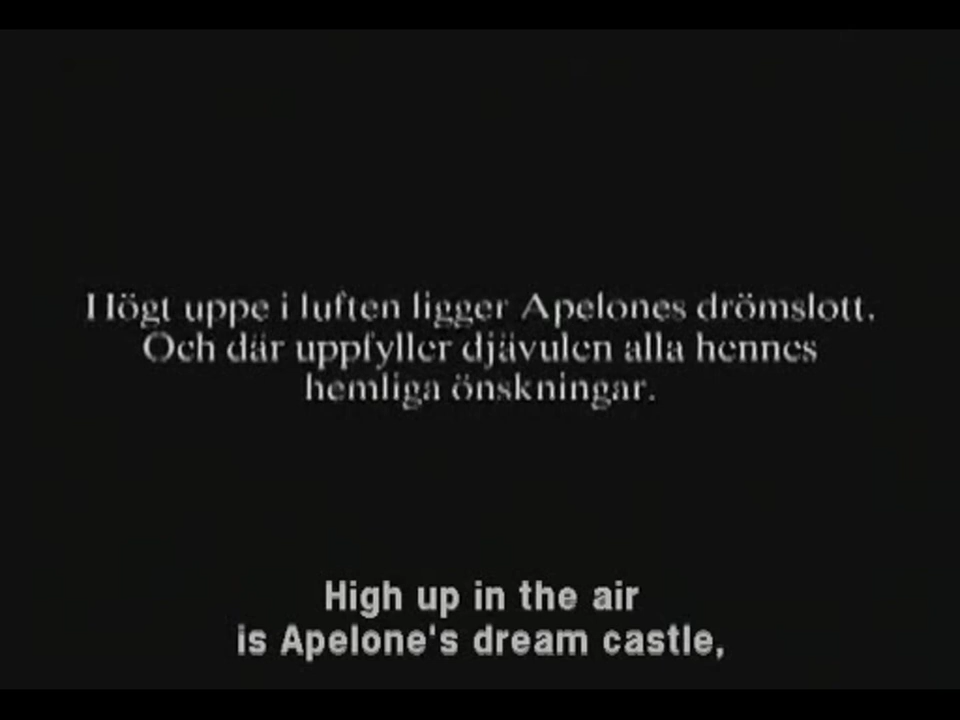 Högt uppe i luften ligger Apelones drömslott.
Och där uppfyller djävulen alla hennes
hemliga önskningar.
High up in the air
is Apelone's dream castle,